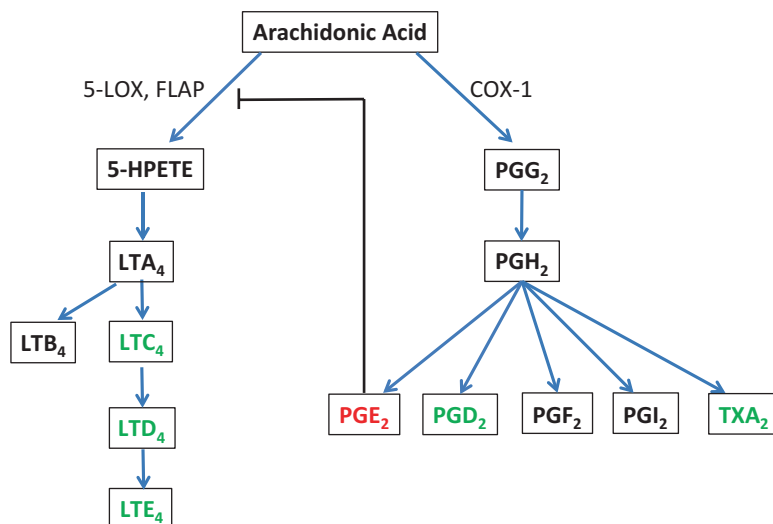 Arachidonic Acid
5-LOX, FLAP
COX-1
5-HPETE
PGG₂
LTA₄
PGH₂
LTB₄
LTC₄
LTD₄
PGE₂
PGD₂
PGF₂
PGI₂
TXA₂
LTE₄